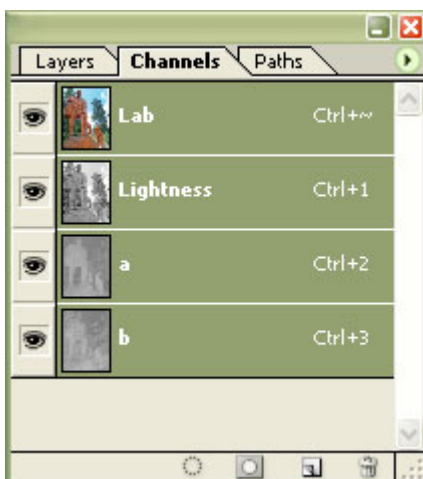 Layers Channels Paths
Lab Ctrl+~
Lightness Ctrl+1
a Ctrl+2
b Ctrl+3